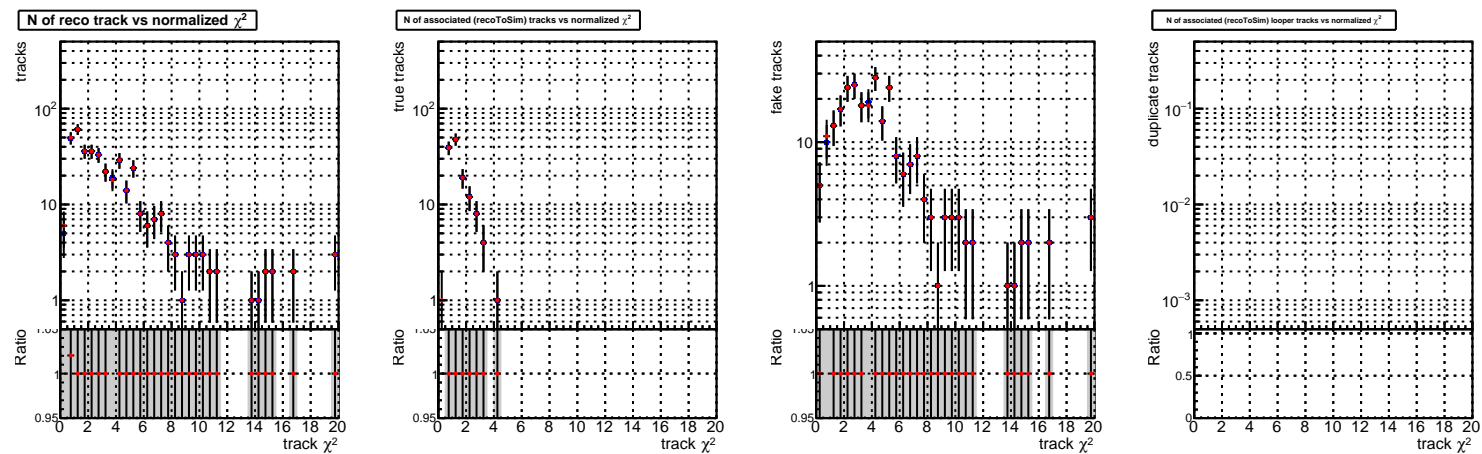 N of reco track vs normalized χ²
tracks
10²
10
1
Ratio
1.05
1
0.95
0 2 4 6 8 10 12 14 16 18 20
track χ²
N of associated (recoToSim) tracks vs normalized χ²
true tracks
10²
10
1
Ratio
1.05
1
0.95
0 2 4 6 8 10 12 14 16 18 20
track χ²
fake tracks
10
1
Ratio
1.05
1
0.95
0 2 4 6 8 10 12 14 16 18 20
track χ²
N of associated (recoToSim) looper tracks vs normalized χ²
duplicate tracks
10⁻¹
10⁻²
10⁻³
Ratio
1
0.5
0
0 2 4 6 8 10 12 14 16 18 20
track χ²